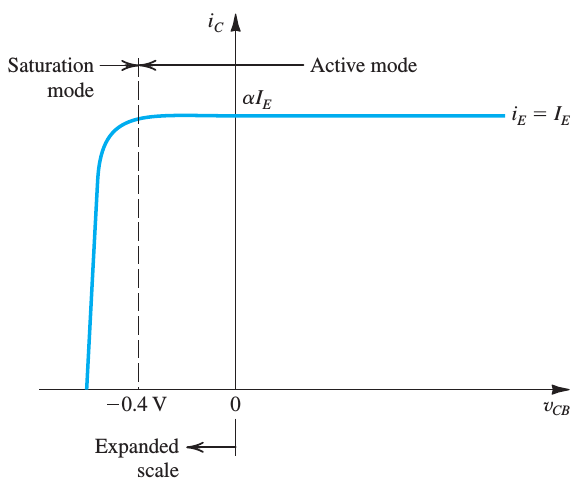 i_C
Saturation
mode
Active mode
αI_E
i_E = I_E
−0.4 V
0
v_CB
Expanded
scale